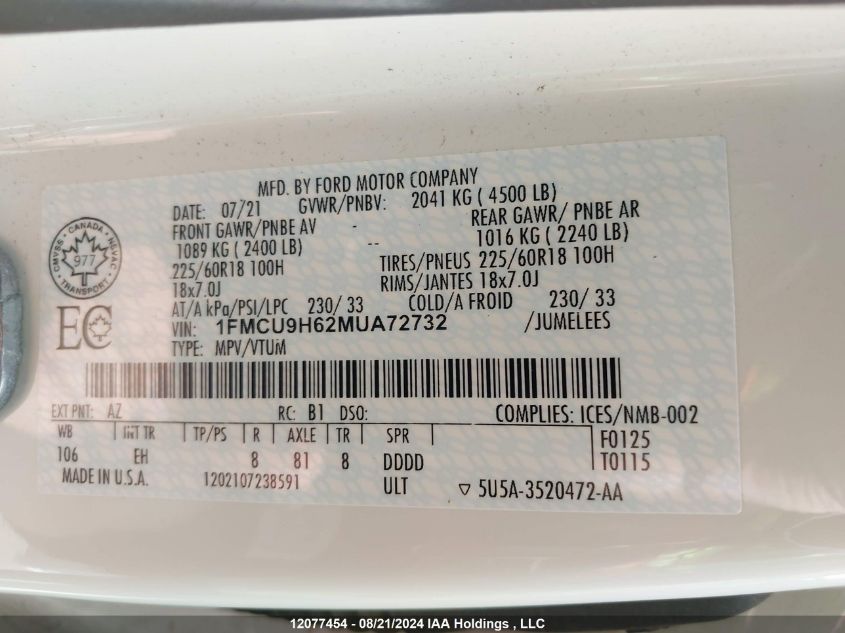 MFD. BY FORD MOTOR COMPANY
DATE: 07/21 GVWR/PNBV: 2041 KG ( 4500 LB)
FRONT GAWR/PNBE AV - REAR GAWR/ PNBE AR
1089 KG ( 2400 LB) -- 1016 KG ( 2240 LB)
225/60R18 100H TIRES/PNEUS 225/60R18 100H
18x7.0J RIMS/JANTES 18x7.0J
AT/A kPa/PSI/LPC 230/ 33 COLD/A FROID 230/ 33
VIN: 1FMCU9H62MUA72732 /JUMELEES
TYPE: MPV/VTUM
CMVSS - CANADA - NSVAC
977
TRANSPORT
EC
EXT PNT: AZ RC: B1 DSO: COMPLIES: ICES/NMB-002
WB INT TR TP/PS R AXLE TR SPR F0125
106 EH 8 81 8 DDDD T0115
MADE IN U.S.A. 1202107238591 ULT ▽ 5U5A-3520472-AA
12077454 - 08/21/2024 IAA Holdings , LLC